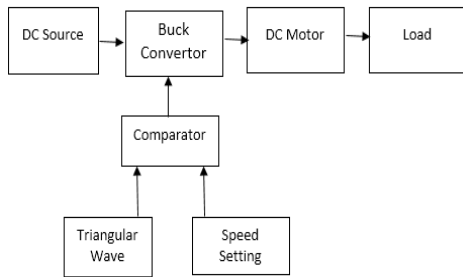 DC Source
Buck
Convertor
DC Motor
Load
Comparator
Triangular
Wave
Speed
Setting